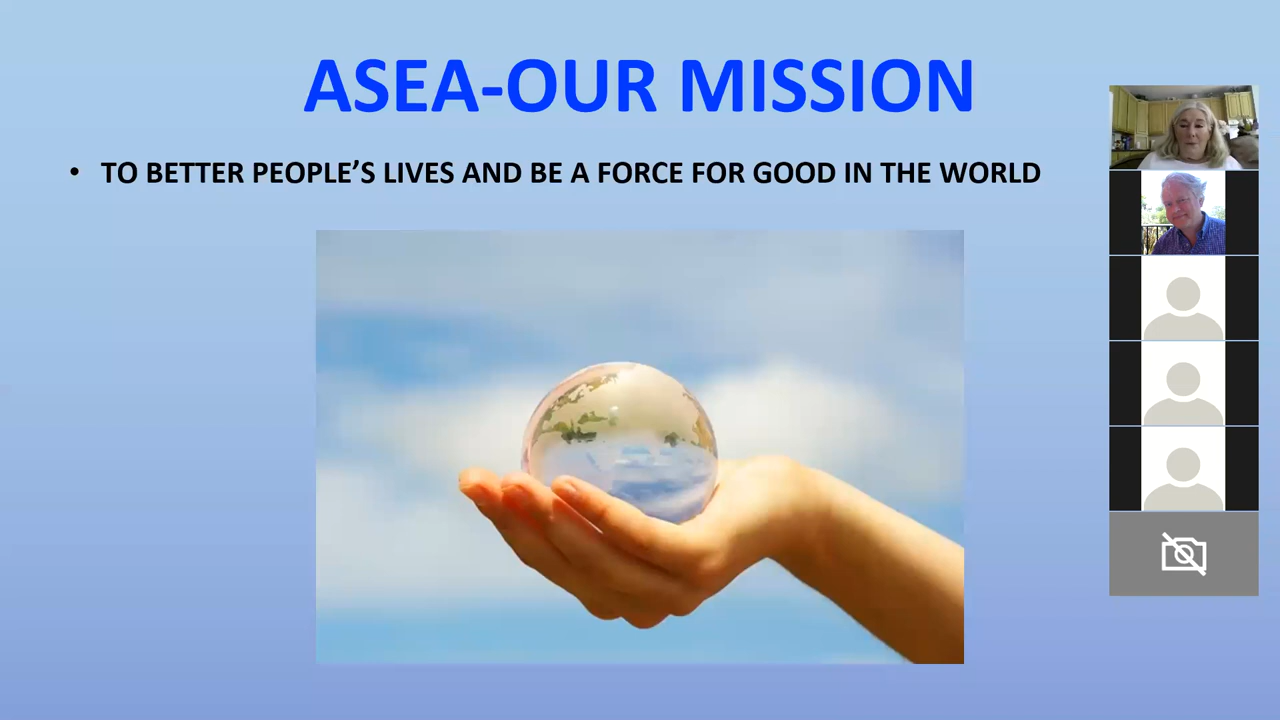 ASEA-OUR MISSION
• TO BETTER PEOPLE’S LIVES AND BE A FORCE FOR GOOD IN THE WORLD